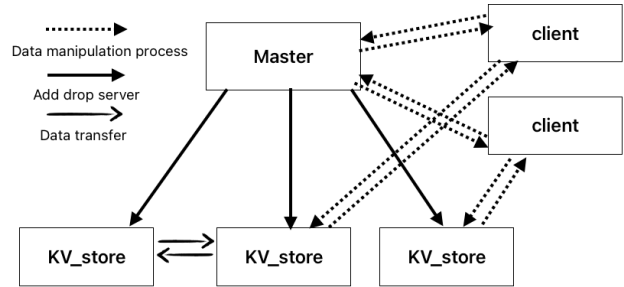 Data manipulation process
Add drop server
Data transfer
Master
client
client
KV_store
KV_store
KV_store